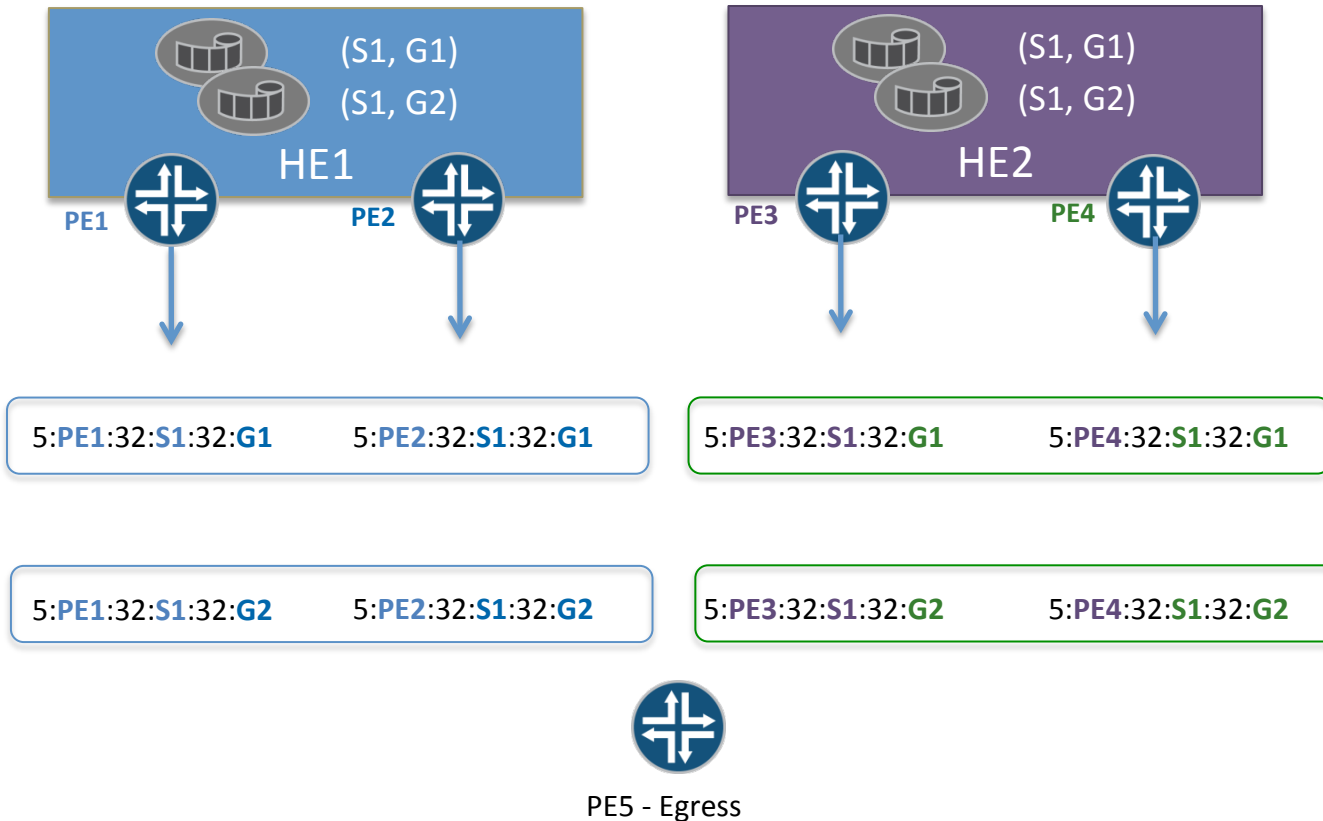 (S1, G1)
(S1, G2)
HE1
PE1
PE2
(S1, G1)
(S1, G2)
HE2
PE3
PE4
5:PE1:32:S1:32:G1
5:PE2:32:S1:32:G1
5:PE3:32:S1:32:G1
5:PE4:32:S1:32:G1
5:PE1:32:S1:32:G2
5:PE2:32:S1:32:G2
5:PE3:32:S1:32:G2
5:PE4:32:S1:32:G2
PE5 - Egress